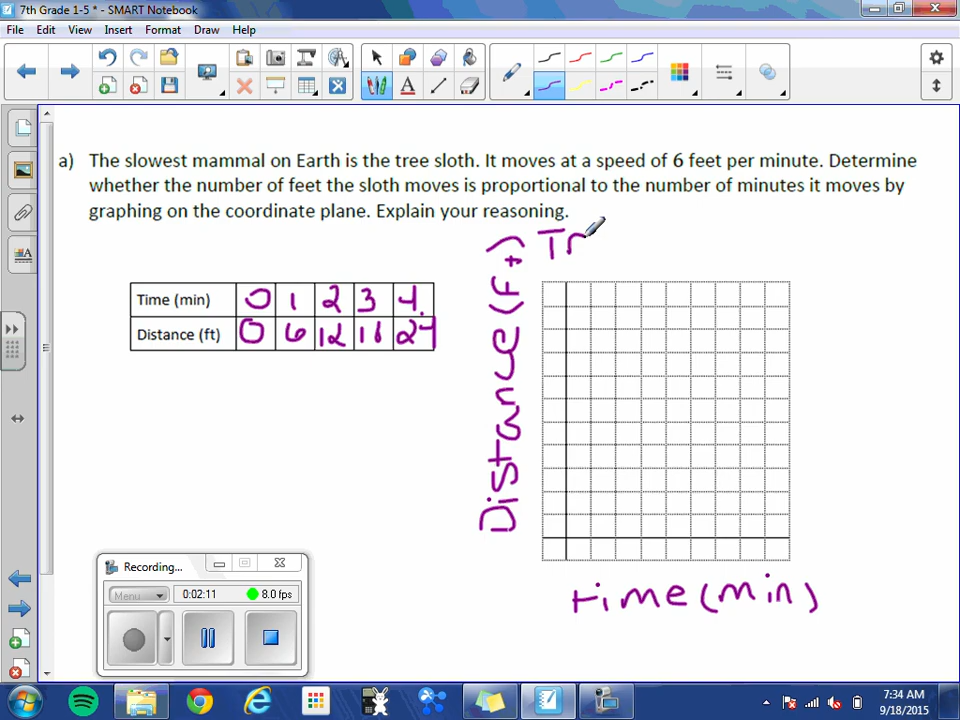 7th Grade 1-5 * - SMART Notebook
File Edit View Insert Format Draw Help
a) The slowest mammal on Earth is the tree sloth. It moves at a speed of 6 feet per minute. Determine
whether the number of feet the sloth moves is proportional to the number of minutes it moves by
graphing on the coordinate plane. Explain your reasoning.
Tr
Distance (ft)
Time (min) 0 1 2 3 4
Distance (ft) 0 6 12 18 24
time (min)
Recording...
Menu 0:02:11 8.0 fps
7:34 AM
9/18/2015